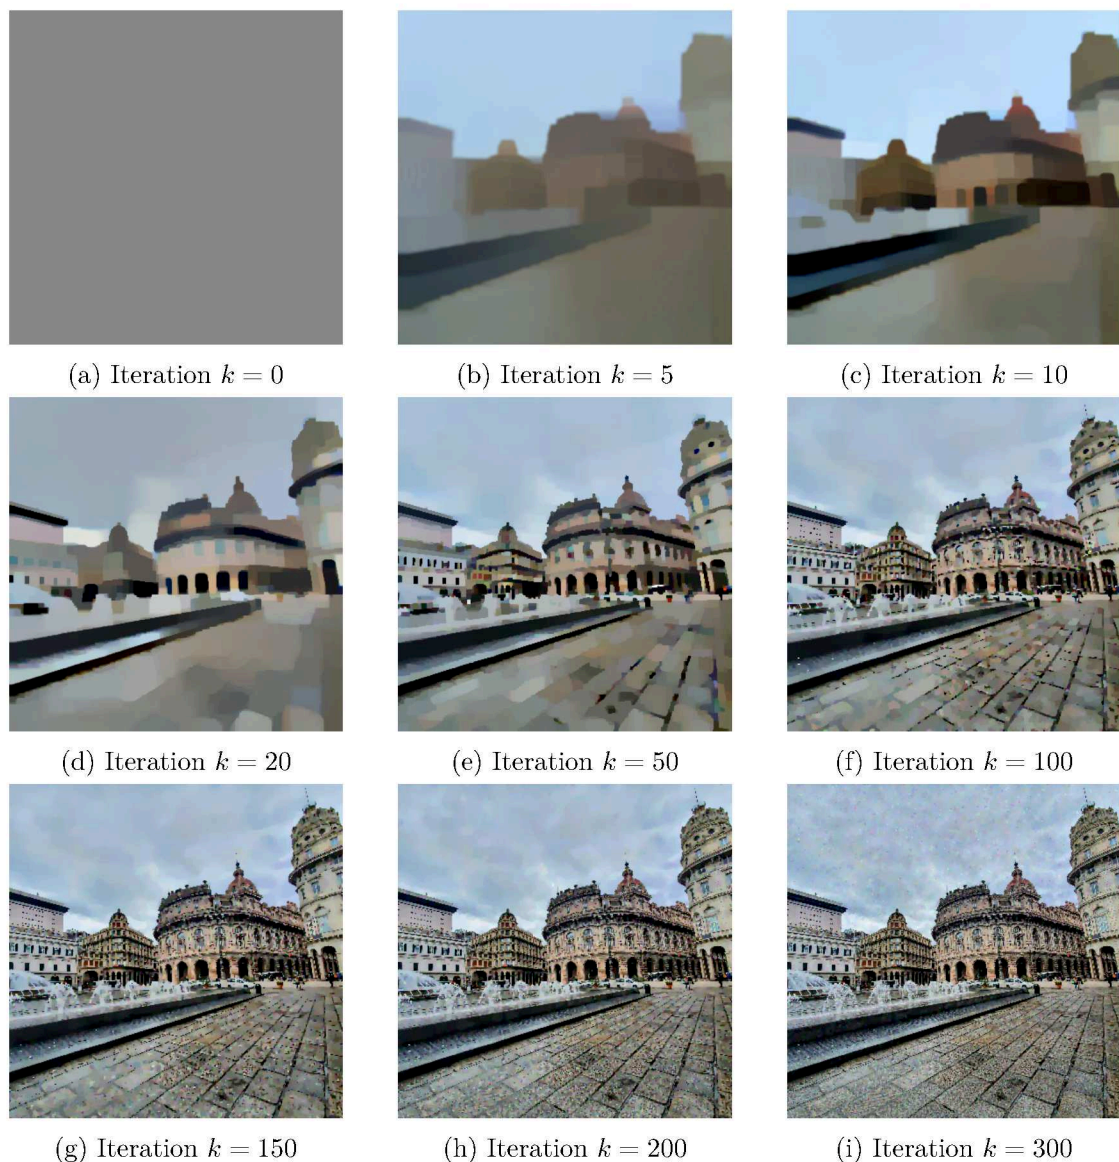 (a) Iteration k = 0
(b) Iteration k = 5
(c) Iteration k = 10
(d) Iteration k = 20
(e) Iteration k = 50
(f) Iteration k = 100
(g) Iteration k = 150
(h) Iteration k = 200
(i) Iteration k = 300